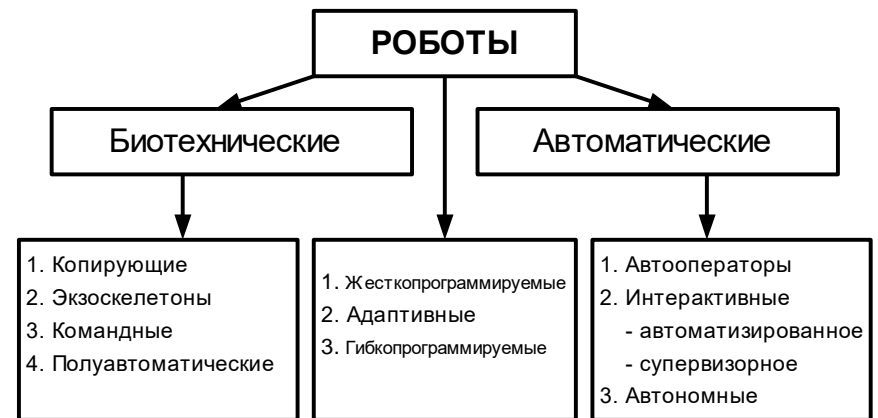 РОБОТЫ
Биотехнические
Автоматические
1. Копирующие
2. Экзоскелетоны
3. Командные
4. Полуавтоматические
1. Жесткопрограммируемые
2. Адаптивные
3. Гибкопрограммируемые
1. Автооператоры
2. Интерактивные
- автоматизированное
- супервизорное
3. Автономные